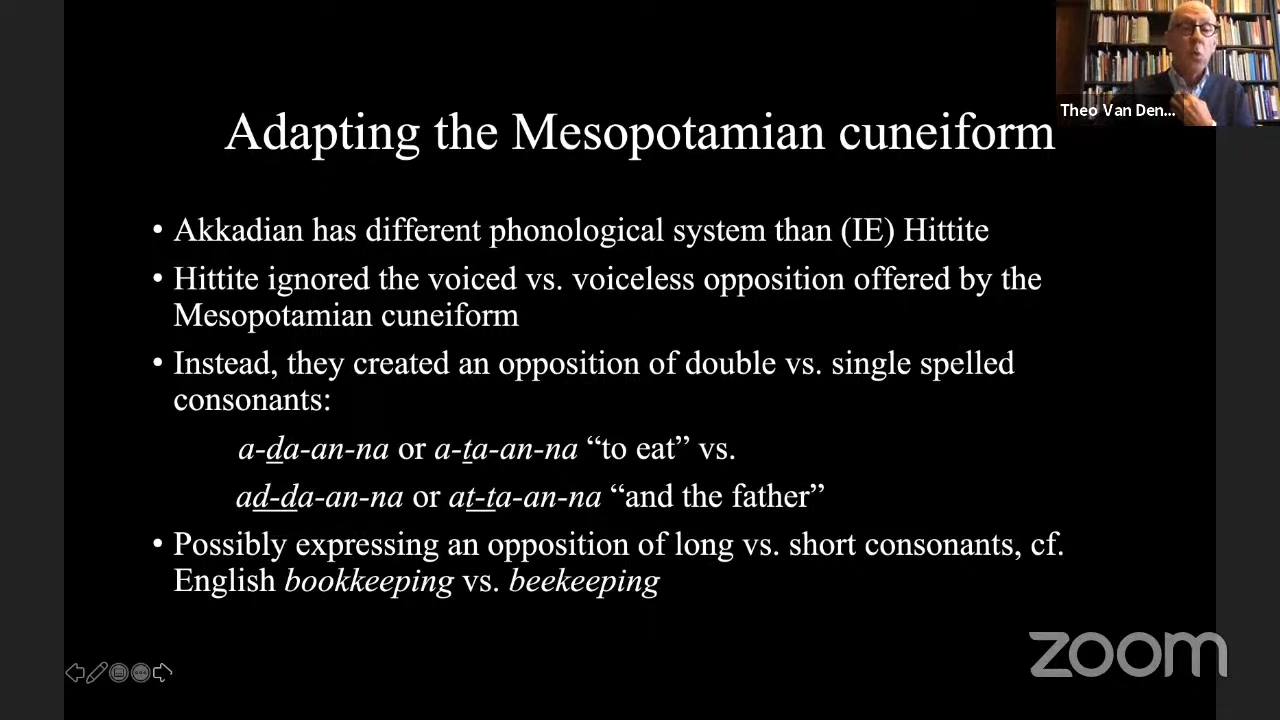 Theo Van Den...
Adapting the Mesopotamian cuneiform
• Akkadian has different phonological system than (IE) Hittite
• Hittite ignored the voiced vs. voiceless opposition offered by the
Mesopotamian cuneiform
• Instead, they created an opposition of double vs. single spelled
consonants:
a-da-an-na or a-ta-an-na “to eat” vs.
ad-da-an-na or at-ta-an-na “and the father”
• Possibly expressing an opposition of long vs. short consonants, cf.
English bookkeeping vs. beekeeping
zoom